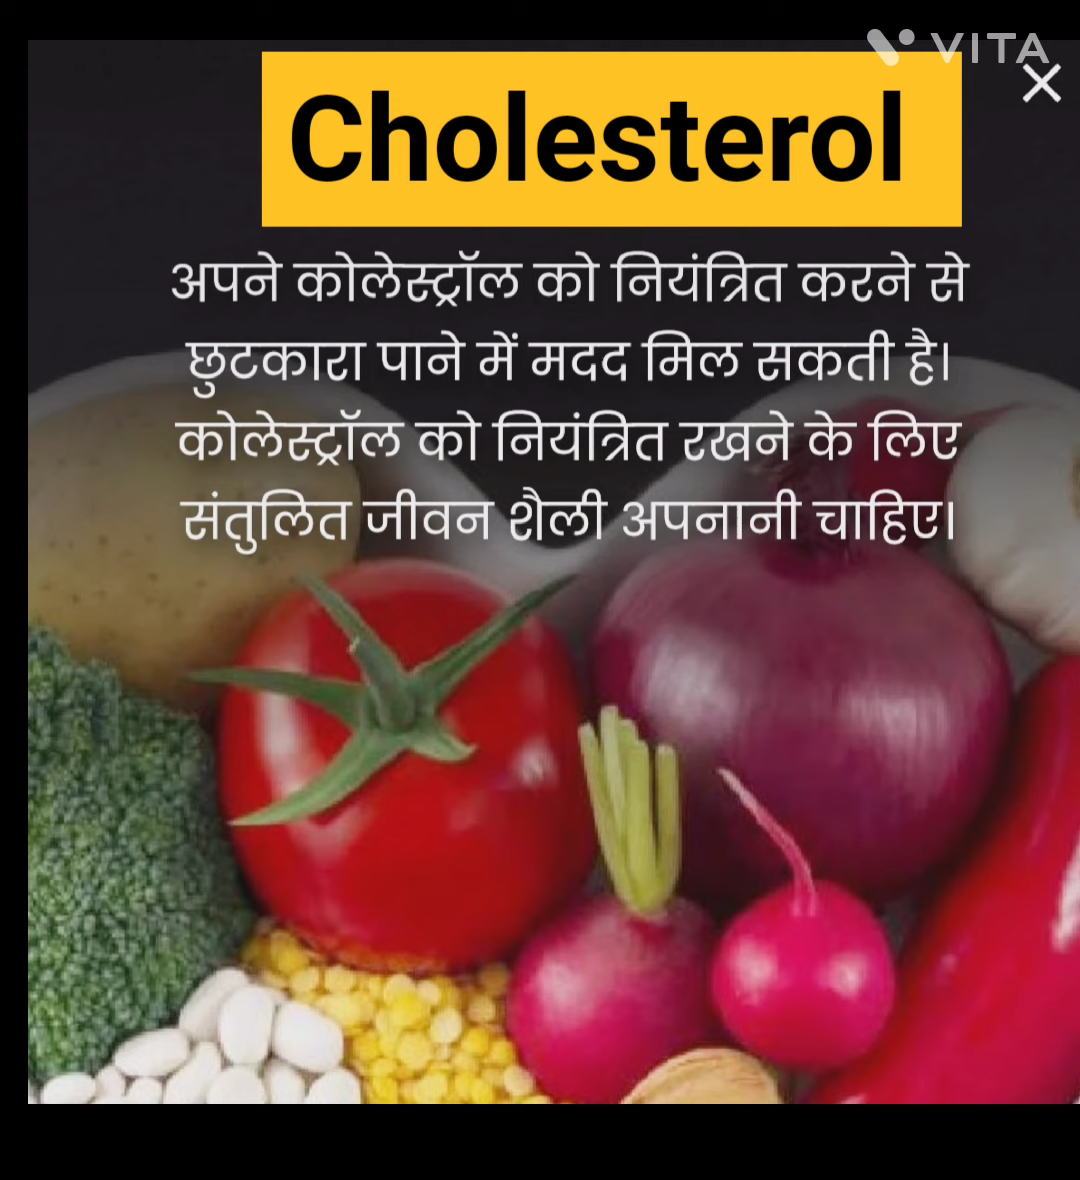 VITA
Cholesterol
अपने कोलेस्ट्रॉल को नियंत्रित करने से
छुटकारा पाने में मदद मिल सकती है।
कोलेस्ट्रॉल को नियंत्रित रखने के लिए
संतुलित जीवन शैली अपनानी चाहिए।